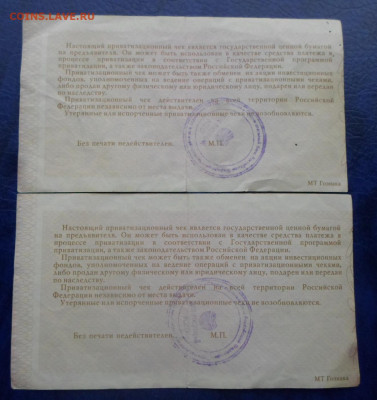 COINS.LAVE.RO
Настоящий приватизационный чек является государственной ценной бумагой
на предъявителя. Он может быть использован в качестве средства платежа в
процессе приватизации в соответствии с Государственной программой
приватизации, а также законодательством Российской Федерации.
Приватизационный чек может быть также обменен на акции инвестиционных
фондов, уполномоченных на ведение операций с приватизационными чеками,
либо продан другому физическому или юридическому лицу, подарен или передан
по наследству.
Приватизационный чек действителен на всей территории Российской
Федерации независимо от места выдачи.
Утерянные или испорченные приватизационные чеки не возобновляются.
Без печати недействителен. М.П.
МТ Гознака
Настоящий приватизационный чек является государственной ценной бумагой
на предъявителя. Он может быть использован в качестве средства платежа в
процессе приватизации в соответствии с Государственной программой
приватизации, а также законодательством Российской Федерации.
Приватизационный чек может быть также обменен на акции инвестиционных
фондов, уполномоченных на ведение операций с приватизационными чеками,
либо продан другому физическому или юридическому лицу, подарен или передан
по наследству.
Приватизационный чек действителен на всей территории Российской
Федерации независимо от места выдачи.
Утерянные или испорченные приватизационные чеки не возобновляются.
Без печати недействителен. М.П.
МТ Гознака